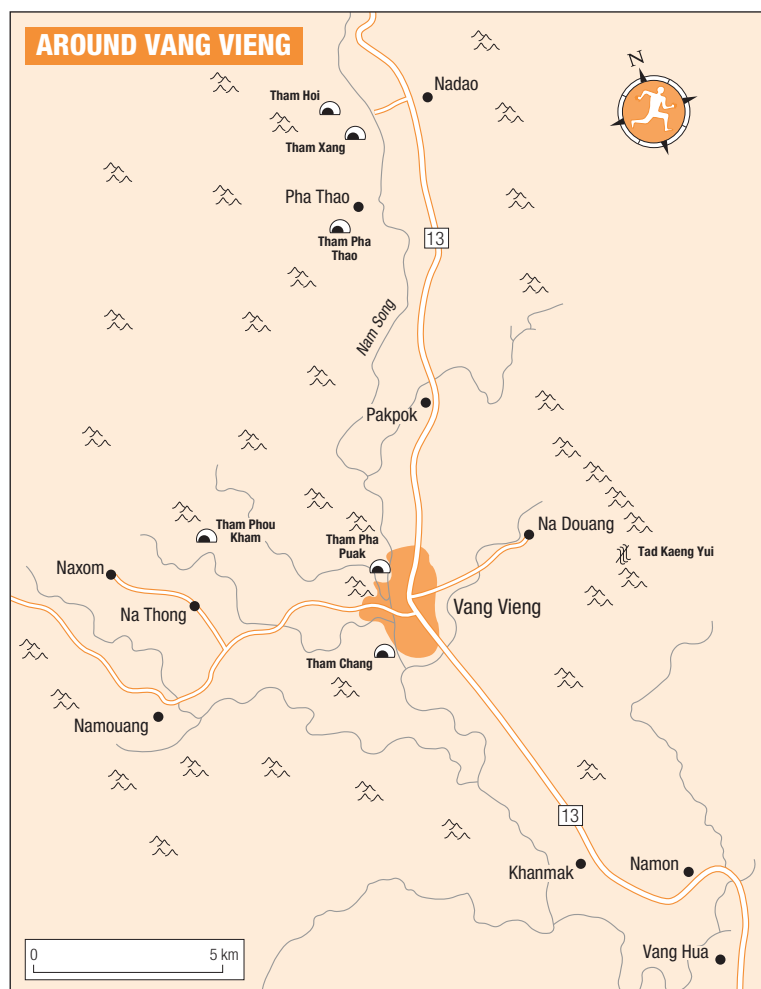 AROUND VANG VIENG
N
Nadao
Tham Hoi
Tham Xang
Pha Thao
Tham Pha
Thao
13
Nam Song
Pakpok
Tham Phou
Kham
Na Douang
Tham Pha
Puak
Tad Kaeng Yui
Naxom
Na Thong
Vang Vieng
Tham Chang
Namouang
13
Khanmak
Namon
Vang Hua
0
5 km